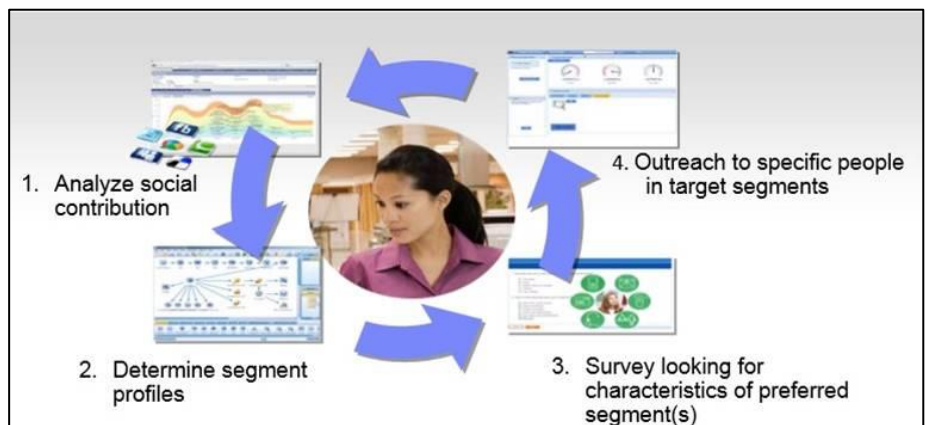 1. Analyze social
contribution
2. Determine segment
profiles
3. Survey looking for
characteristics of preferred
segment(s)
4. Outreach to specific people
in target segments